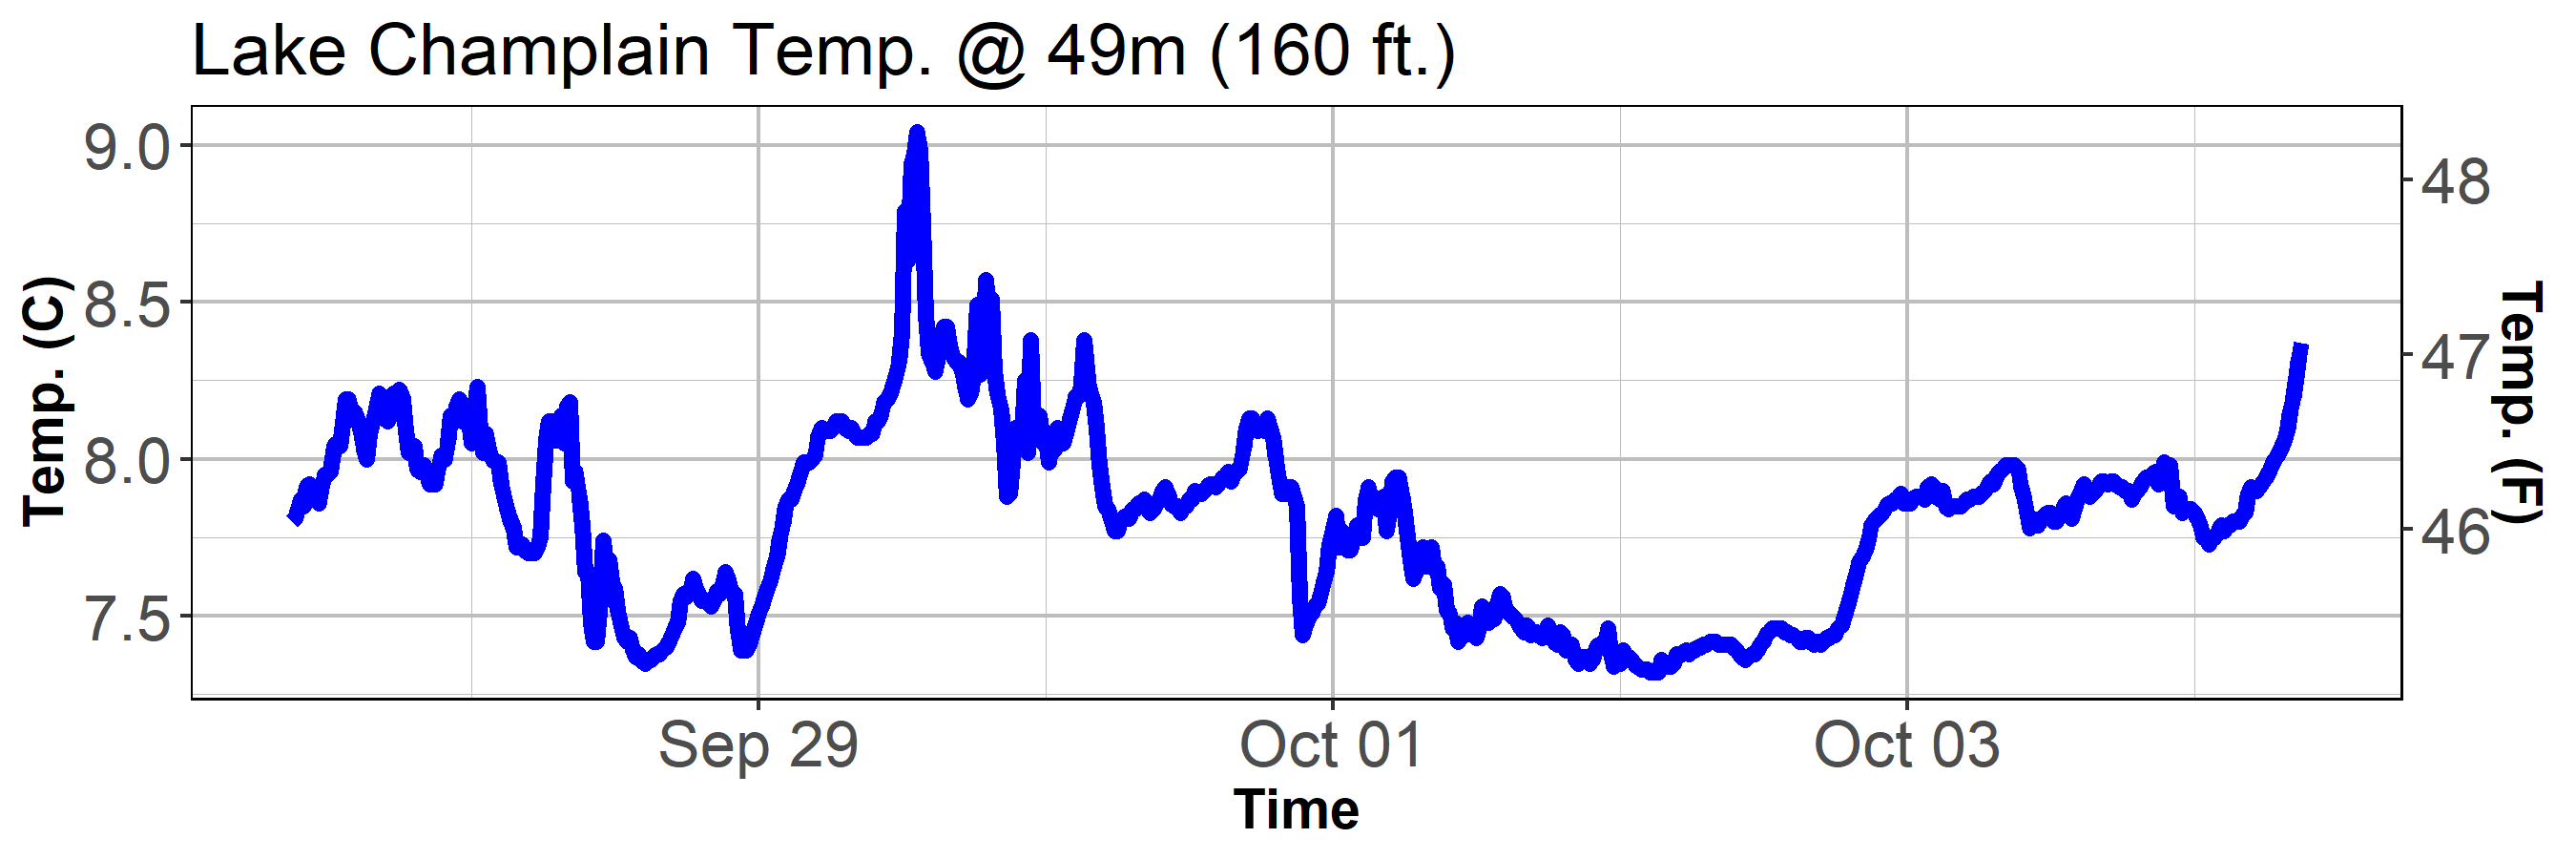 Lake Champlain Temp. @ 49m (160 ft.)
9.0
8.5
8.0
7.5
Temp. (C)
48
47
46
Temp. (F)
Sep 29
Oct 01
Oct 03
Time